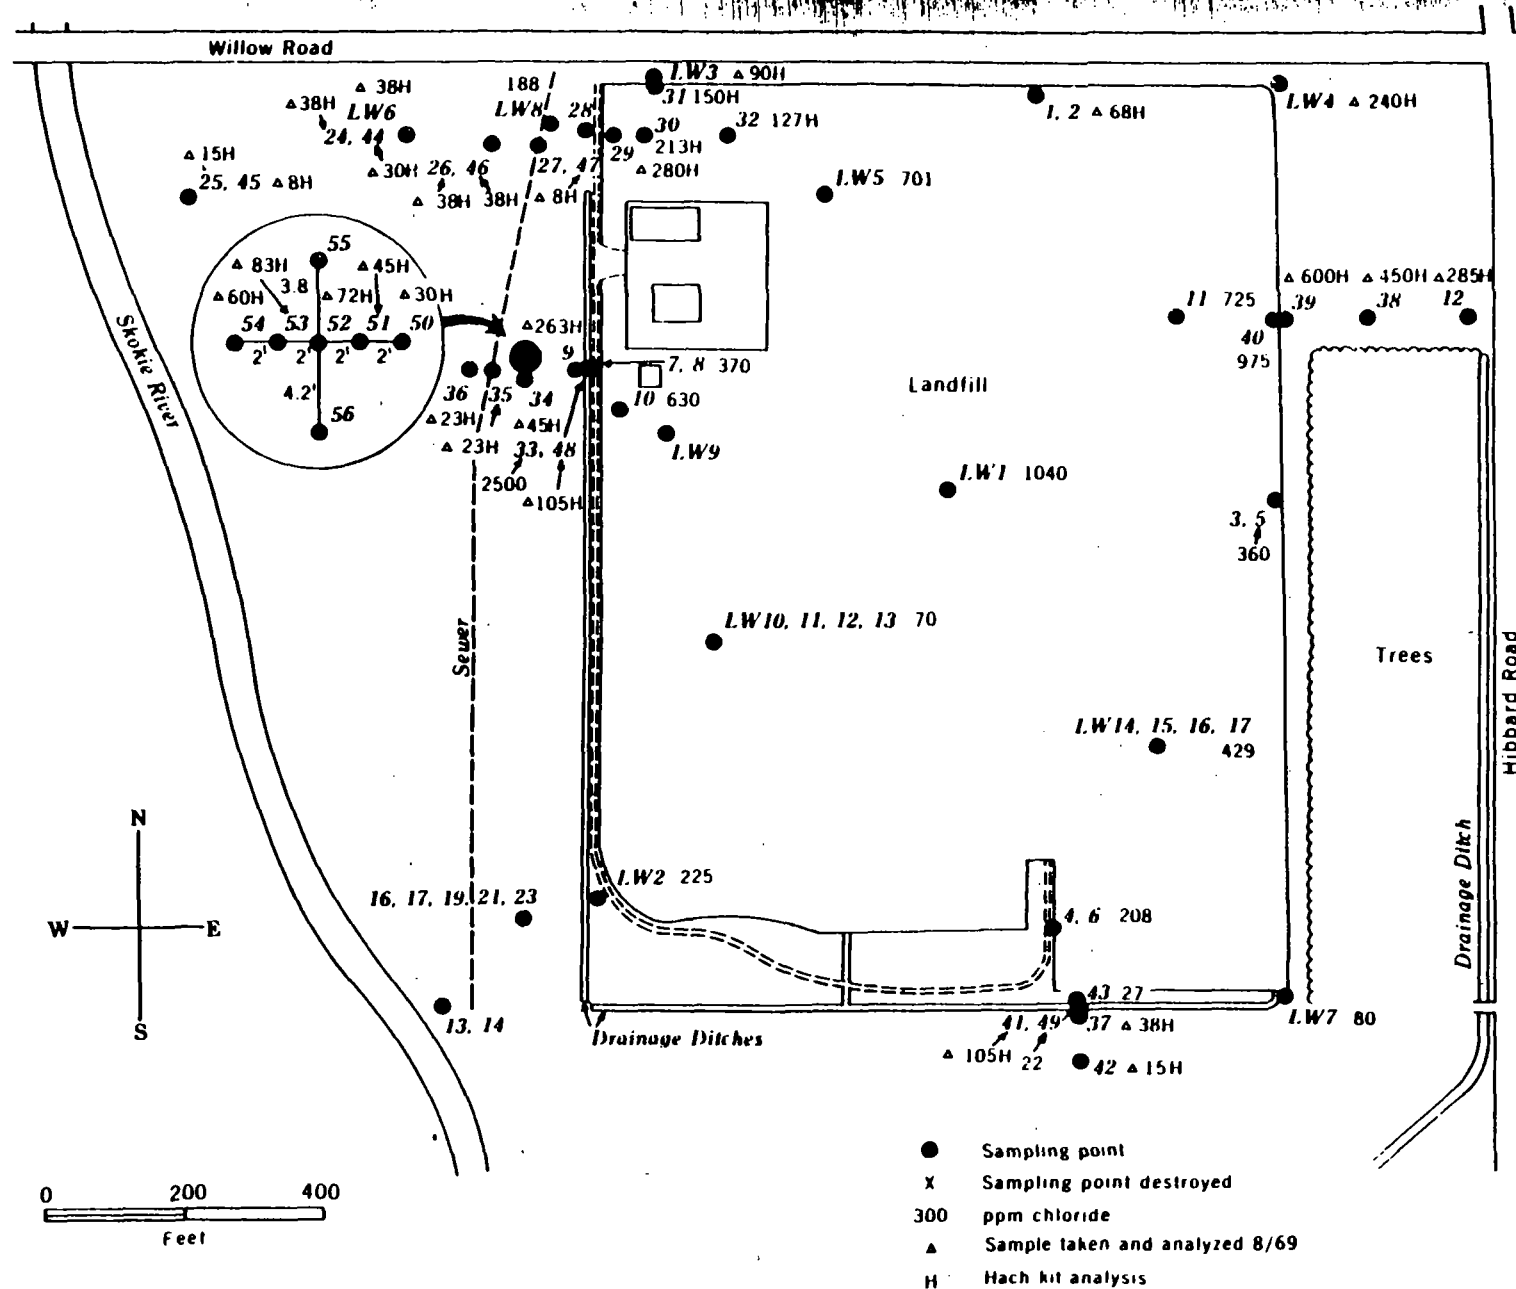 Willow Road
LW3 △ 90H
31 150H
188
△ 38H
△ 38H
LW6
24, 44
△ 30H
LW8
28
30
213H
△ 280H
29
32 127H
1, 2 △ 68H
LW4 △ 240H
△ 15H
25, 45
△ 8H
26, 46
△ 38H
38H
27, 47
△ 8H
LW5 701
55
△ 83H
3.8
△ 45H
△ 60H
△ 72H
△ 30H
54
53
52
51
50
2'
2'
2'
2'
4.2'
56
△ 263H
9
7, 8 370
36
35
34
△ 23H
△ 23H
△ 45H
33, 48
2500
△ 105H
10 630
LW9
Landfill
11 725
△ 600H
△ 450H
△ 285H
39
38
12
40
975
LW1 1040
3, 5
360
Skokie River
Sewer
LW10, 11, 12, 13 70
Trees
Hibbard Road
LW14, 15, 16, 17
429
Drainage Ditch
N
W
E
S
16, 17, 19, 21, 23
LW2 225
4, 6 208
13, 14
Drainage Ditches
43 27
41, 49
37 △ 38H
△ 105H
22
42 △ 15H
LW7 80
0 200 400
Feet
Sampling point
X Sampling point destroyed
300 ppm chloride
△ Sample taken and analyzed 8/69
H Hach kit analysis